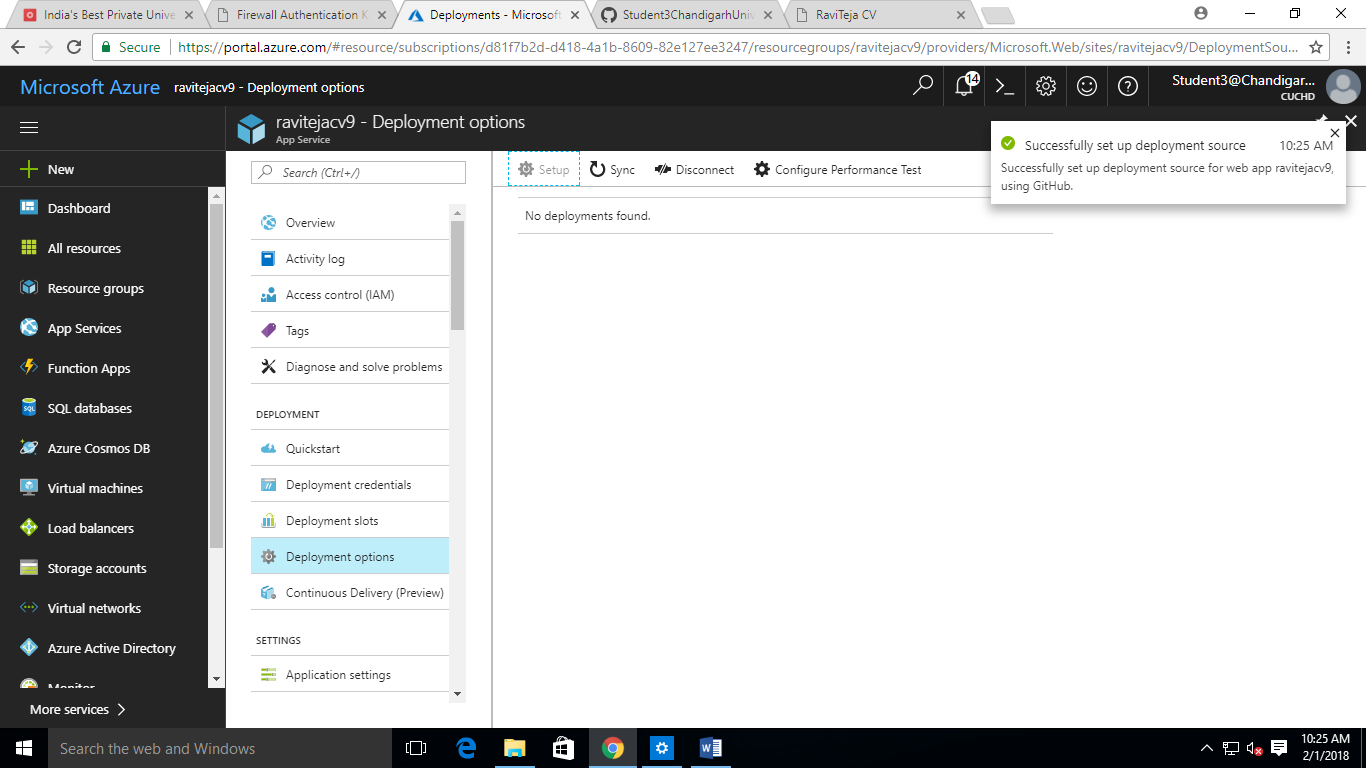 India's Best Private Unive
Firewall Authentication K
Deployments - Microsoft
Student3ChandigarhUniv
RaviTeja CV
Secure
https://portal.azure.com/#resource/subscriptions/d81f7b2d-d418-4a1b-8609-82e127ee3247/resourcegroups/ravitejacv9/providers/Microsoft.Web/sites/ravitejacv9/DeploymentSou...
Microsoft Azure
ravitejacv9 - Deployment options
14
Student3@Chandigar...
CUCHD
ravitejacv9 - Deployment options
App Service
Successfully set up deployment source
10:25 AM
Successfully set up deployment source for web app ravitejacv9,
using GitHub.
New
Dashboard
All resources
Resource groups
App Services
Function Apps
SQL databases
Azure Cosmos DB
Virtual machines
Load balancers
Storage accounts
Virtual networks
Azure Active Directory
Monitor
More services
Search (Ctrl+/)
Overview
Activity log
Access control (IAM)
Tags
Diagnose and solve problems
DEPLOYMENT
Quickstart
Deployment credentials
Deployment slots
Deployment options
Continuous Delivery (Preview)
SETTINGS
Application settings
Setup
Sync
Disconnect
Configure Performance Test
No deployments found.
Search the web and Windows
10:25 AM
2/1/2018